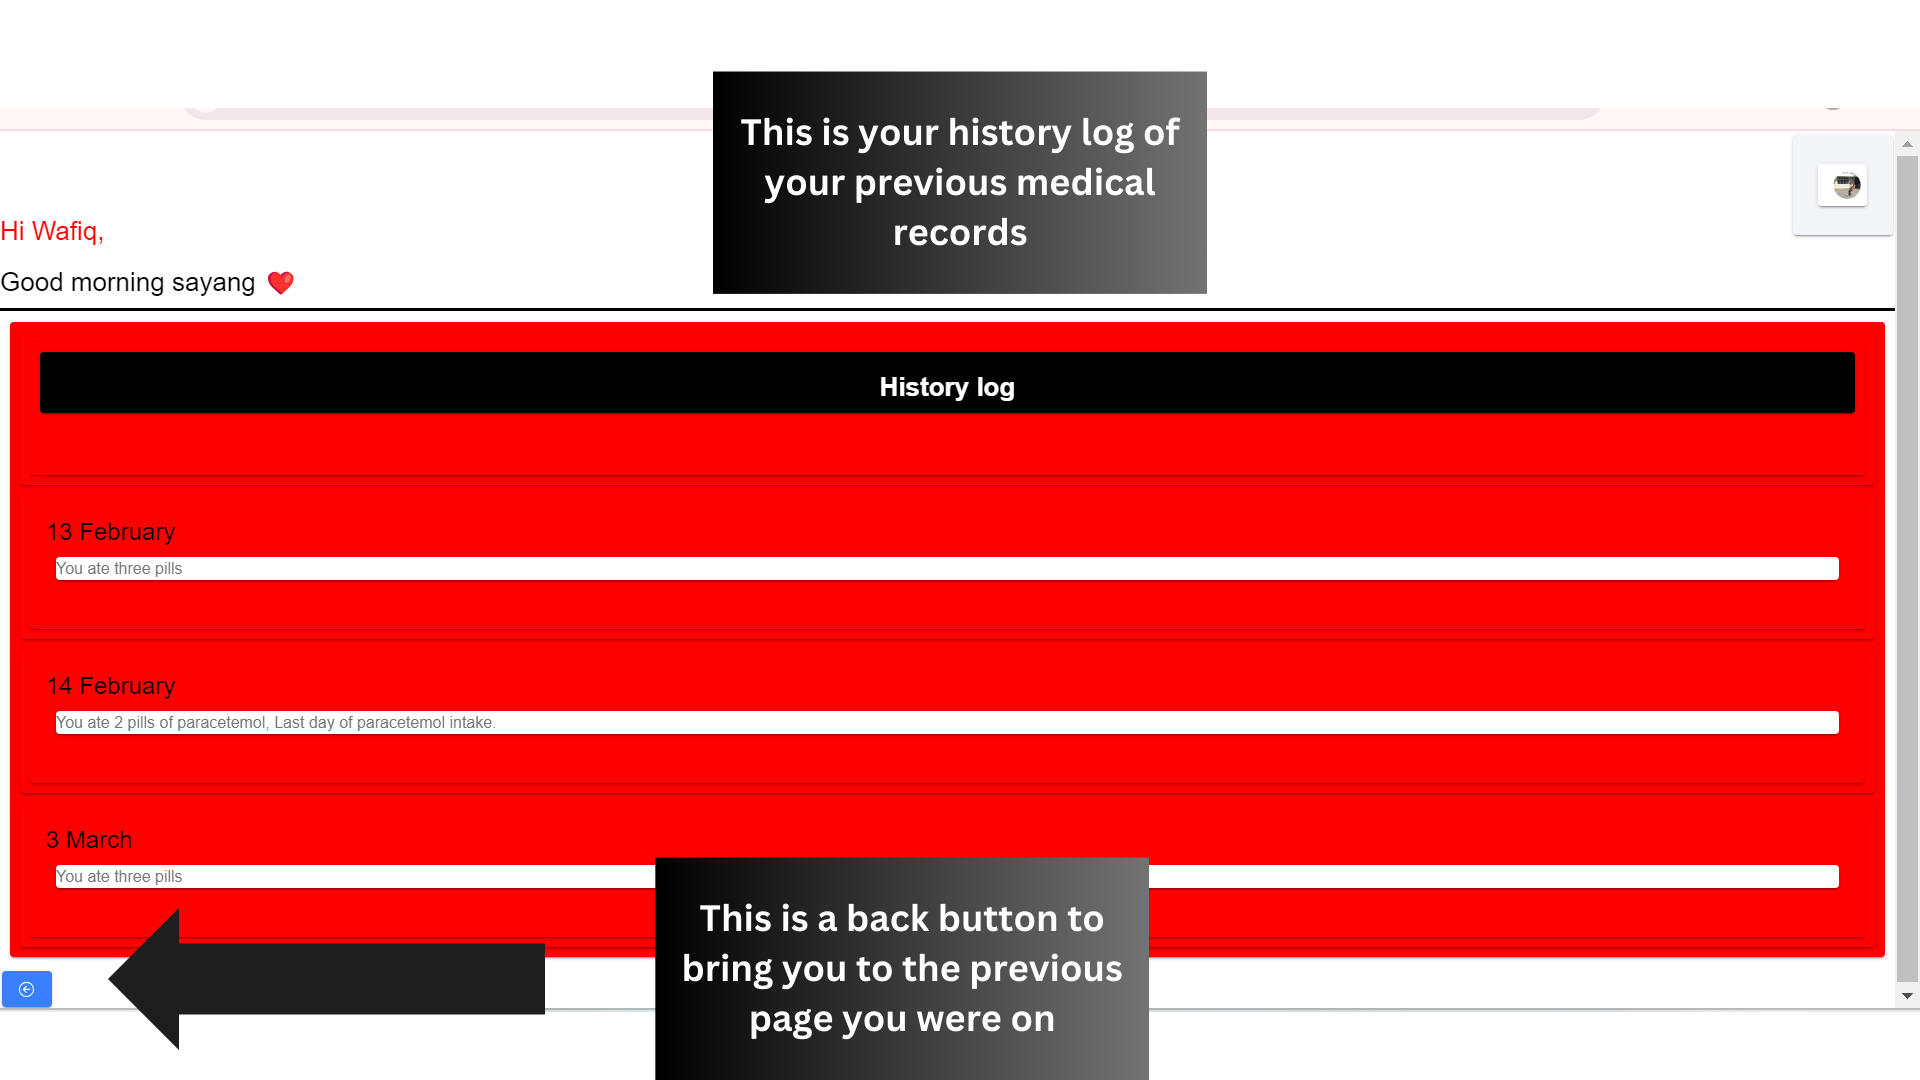 This is your history log of
your previous medical
records
Hi Wafiq,
Good morning sayang ❤️
History log
13 February
You ate three pills
14 February
You ate 2 pills of paracetemol, Last day of paracetemol intake.
3 March
You ate three pills
This is a back button to
bring you to the previous
page you were on